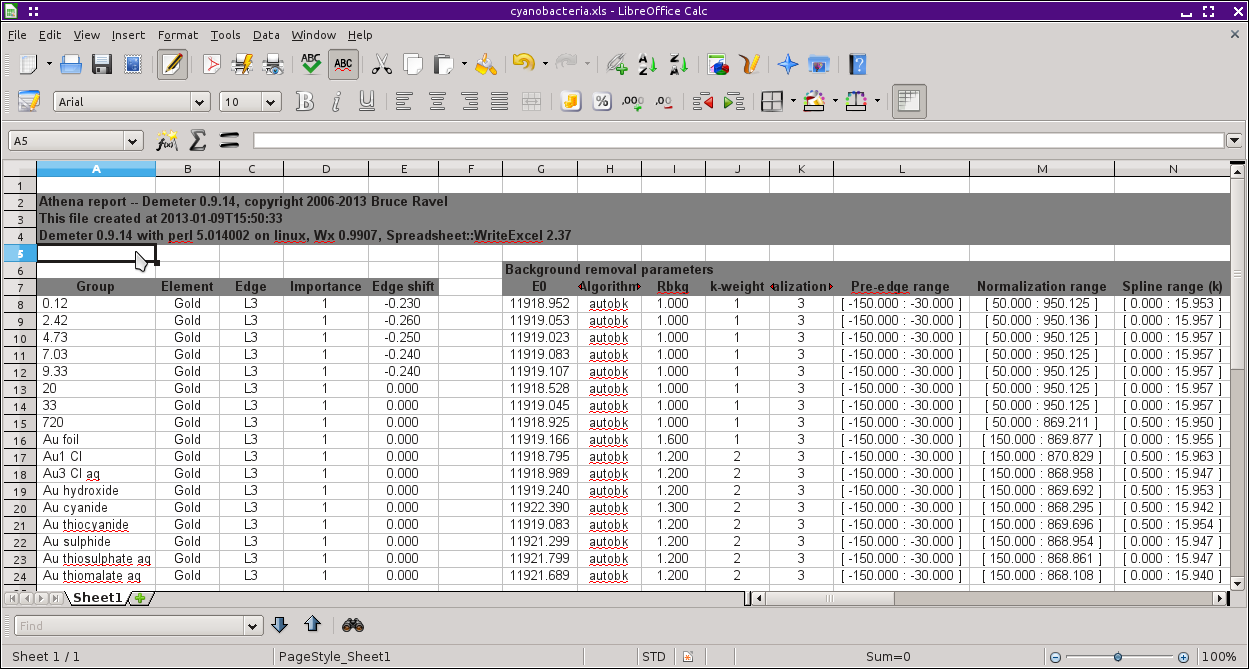 cyanobacteria.xls - LibreOffice Calc
File Edit View Insert Format Tools Data Window Help
ABC ABC
Arial 10
A5
A B C D E F G H I J K L M N
1
2 Athena report -- Demeter 0.9.14, copyright 2006-2013 Bruce Ravel
3 This file created at 2013-01-09T15:50:33
4 Demeter 0.9.14 with perl 5.014002 on linux, Wx 0.9907, Spreadsheet::WriteExcel 2.37
5
6 Background removal parameters
7 Group Element Edge Importance Edge shift E0 Algorithm Rbkg k-weight alization Pre-edge range Normalization range Spline range (k)
8 0.12 Gold L3 1 -0.230 11918.952 autobk 1.000 1 3 [ -150.000 : -30.000 ] [ 50.000 : 950.125 ] [ 0.000 : 15.953 ]
9 2.42 Gold L3 1 -0.260 11919.053 autobk 1.000 1 3 [ -150.000 : -30.000 ] [ 50.000 : 950.136 ] [ 0.000 : 15.957 ]
10 4.73 Gold L3 1 -0.250 11919.023 autobk 1.000 1 3 [ -150.000 : -30.000 ] [ 50.000 : 950.125 ] [ 0.000 : 15.957 ]
11 7.03 Gold L3 1 -0.240 11919.083 autobk 1.000 1 3 [ -150.000 : -30.000 ] [ 50.000 : 950.125 ] [ 0.000 : 15.957 ]
12 9.33 Gold L3 1 -0.240 11919.107 autobk 1.000 1 3 [ -150.000 : -30.000 ] [ 50.000 : 950.125 ] [ 0.000 : 15.957 ]
13 20 Gold L3 1 0.000 11918.528 autobk 1.000 1 3 [ -150.000 : -30.000 ] [ 50.000 : 950.125 ] [ 0.000 : 15.957 ]
14 33 Gold L3 1 0.000 11919.045 autobk 1.000 1 3 [ -150.000 : -30.000 ] [ 50.000 : 950.125 ] [ 0.000 : 15.957 ]
15 720 Gold L3 1 0.000 11918.925 autobk 1.000 1 3 [ -150.000 : -30.000 ] [ 50.000 : 869.211 ] [ 0.500 : 15.950 ]
16 Au foil Gold L3 1 0.000 11919.166 autobk 1.600 1 3 [ -150.000 : -30.000 ] [ 150.000 : 869.877 ] [ 0.000 : 15.955 ]
17 Au1 Cl Gold L3 1 0.000 11918.795 autobk 1.200 2 3 [ -150.000 : -30.000 ] [ 150.000 : 870.829 ] [ 0.500 : 15.963 ]
18 Au3 Cl aq Gold L3 1 0.000 11918.989 autobk 1.200 2 3 [ -150.000 : -30.000 ] [ 150.000 : 868.958 ] [ 0.500 : 15.947 ]
19 Au hydroxide Gold L3 1 0.000 11919.240 autobk 1.200 2 3 [ -150.000 : -30.000 ] [ 150.000 : 869.692 ] [ 0.500 : 15.953 ]
20 Au cyanide Gold L3 1 0.000 11922.390 autobk 1.300 2 3 [ -150.000 : -30.000 ] [ 150.000 : 868.295 ] [ 0.500 : 15.942 ]
21 Au thiocyanide Gold L3 1 0.000 11919.083 autobk 1.200 2 3 [ -150.000 : -30.000 ] [ 150.000 : 869.696 ] [ 0.500 : 15.954 ]
22 Au sulphide Gold L3 1 0.000 11921.299 autobk 1.200 2 3 [ -150.000 : -30.000 ] [ 150.000 : 868.954 ] [ 0.500 : 15.947 ]
23 Au thiosulphate aq Gold L3 1 0.000 11921.799 autobk 1.200 2 3 [ -150.000 : -30.000 ] [ 150.000 : 868.861 ] [ 0.500 : 15.947 ]
24 Au thiomalate aq Gold L3 1 0.000 11921.689 autobk 1.200 2 3 [ -150.000 : -30.000 ] [ 150.000 : 868.108 ] [ 0.000 : 15.940 ]
Sheet1
Find
Sheet 1 / 1 PageStyle_Sheet1 STD Sum=0 100%